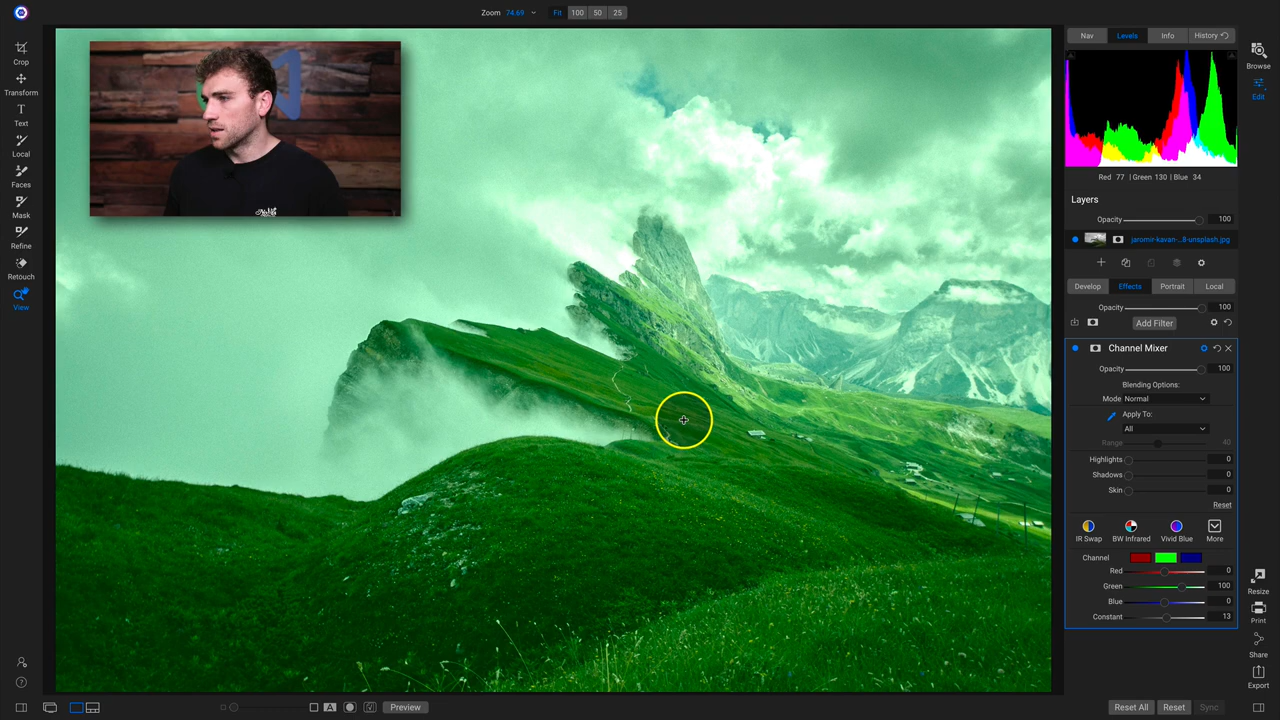 Zoom 74.69 Fit 100 50 25
Crop
Transform
Text
Local
Faces
Mask
Refine
Retouch
View
Nav Levels Info History
Red 77 | Green 130 | Blue 34
Layers
Opacity 100
jaromir-kavan-...8-unsplash.jpg
Develop Effects Portrait Local
Opacity 100
Add Filter
Channel Mixer
Opacity 100
Blending Options:
Mode Normal
Apply To:
All
Range 40
Highlights 0
Shadows 0
Skin 0
Reset
IR Swap BW Infrared Vivid Blue More
Channel
Red 0
Green 100
Blue 0
Constant 13
Browse
Edit
Resize
Print
Share
Export
A Preview
Reset All Reset Sync